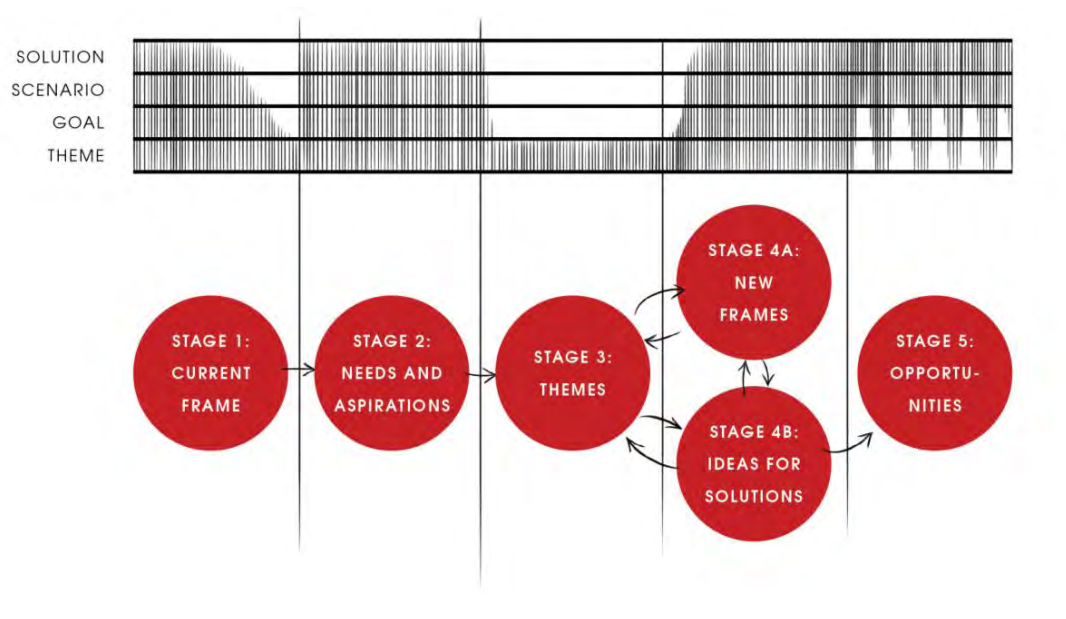 SOLUTION
SCENARIO
GOAL
THEME
STAGE 1:
CURRENT
FRAME
STAGE 2:
NEEDS AND
ASPIRATIONS
STAGE 3:
THEMES
STAGE 4A:
NEW
FRAMES
STAGE 4B:
IDEAS FOR
SOLUTIONS
STAGE 5:
OPPORTU-
NITIES